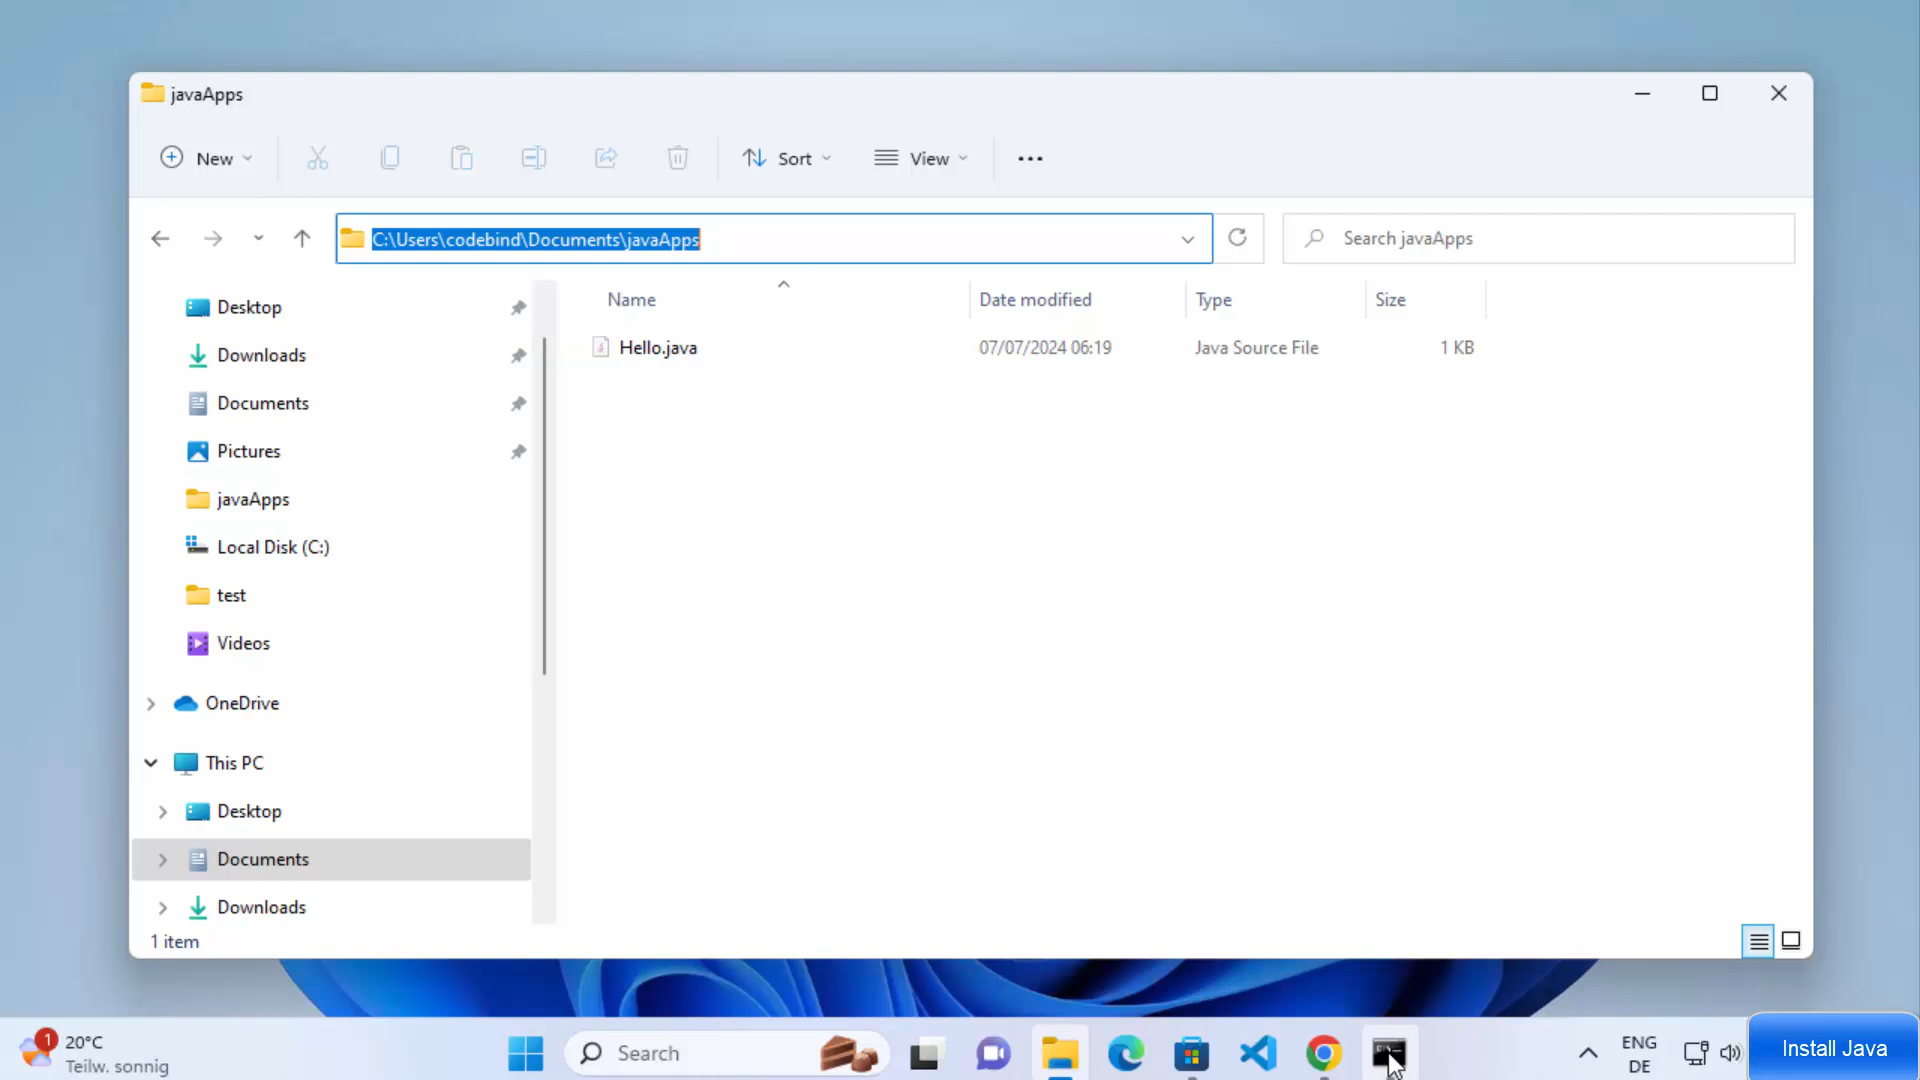 javaApps
New
Sort
View
C:\Users\codebind\Documents\javaApps
Search javaApps
Name
Date modified
Type
Size
Hello.java
07/07/2024 06:19
Java Source File
1 KB
Desktop
Downloads
Documents
Pictures
javaApps
Local Disk (C:)
test
Videos
OneDrive
This PC
Desktop
Documents
Downloads
1 item
1
20°C
Teilw. sonnig
Search
ENG
DE
Install Java